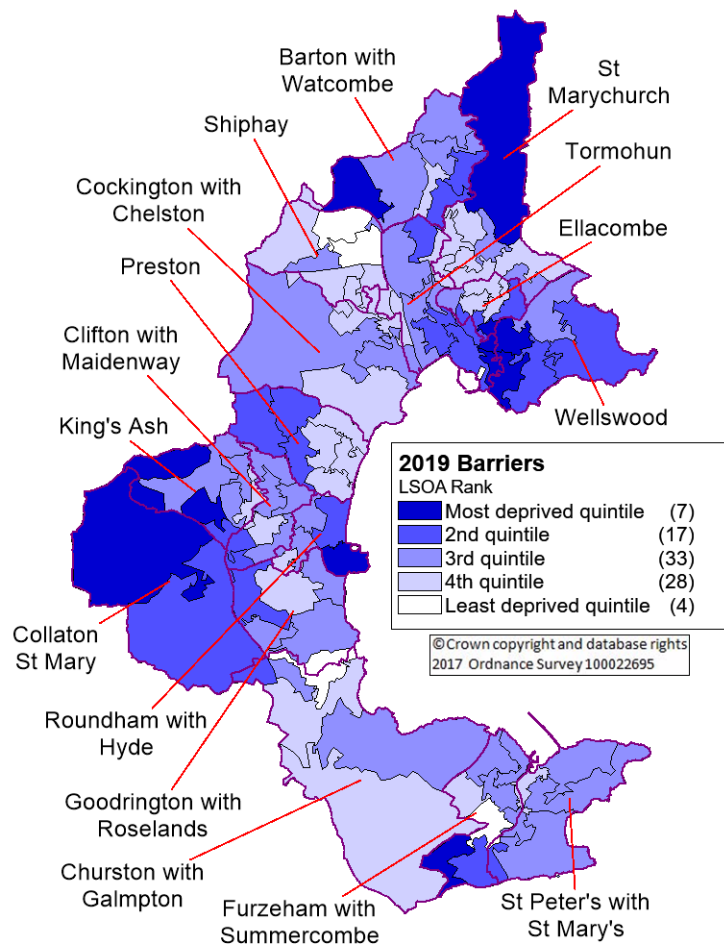 Barton with
Watcombe
St
Marychurch
Shiphay
Tormohun
Cockington with
Chelston
Ellacombe
Preston
Clifton with
Maidenway
King's Ash
Wellswood
2019 Barriers
LSOA Rank
Most deprived quintile (7)
2nd quintile (17)
3rd quintile (33)
4th quintile (28)
Least deprived quintile (4)
©Crown copyright and database rights
2017 Ordnance Survey 100022695
Collaton
St Mary
Roundham with
Hyde
Goodrington with
Roselands
Churston with
Galmpton
Furzeham with
Summercombe
St Peter's with
St Mary's